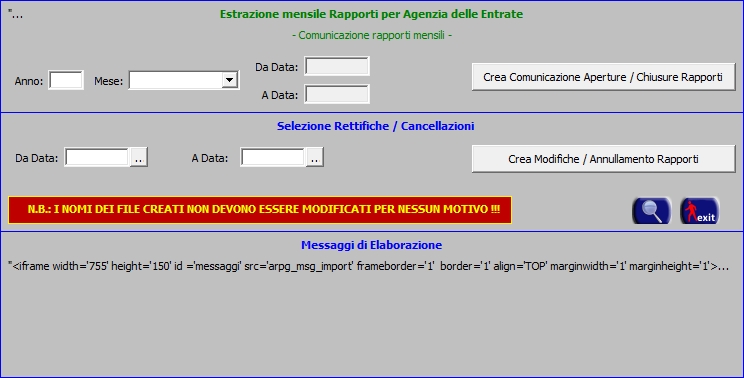 "...
Estrazione mensile Rapporti per Agenzia delle Entrate
- Comunicazione rapporti mensili -
Anno:
Mese:
Da Data:
A Data:
Crea Comunicazione Aperture / Chiusure Rapporti
Selezione Rettifiche / Cancellazioni
Da Data:
..
A Data:
..
Crea Modifiche / Annullamento Rapporti
N.B.: I NOMI DEI FILE CREATI NON DEVONO ESSERE MODIFICATI PER NESSUN MOTIVO !!!
exit
Messaggi di Elaborazione
"<iframe width='755' height='150' id ='messaggi' src='arpg_msg_import' frameborder='1'  border='1' align='TOP' marginwidth='1' marginheight='1'>...